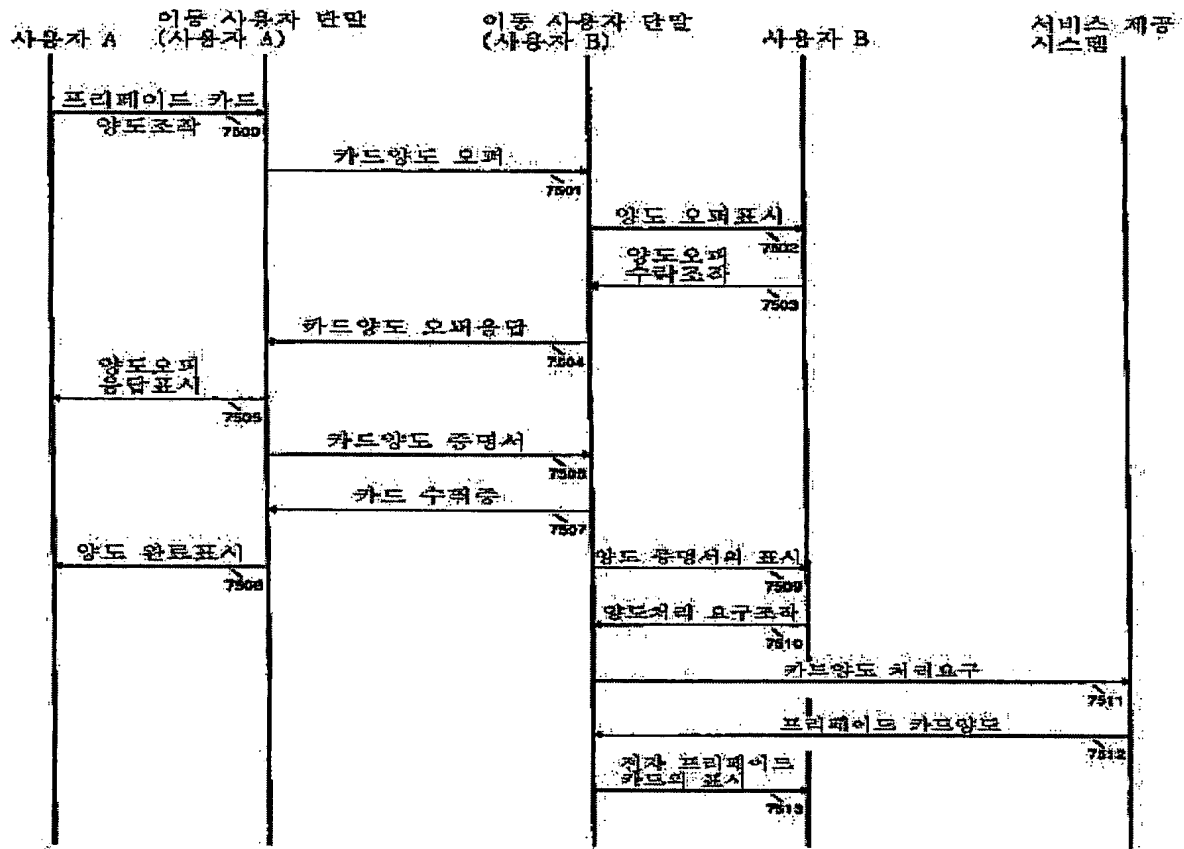 사용자 A
이동 사용자 반말
(사용자 A)
이동 사용자 단말
(사용자 B)
사용자 B
서비스 제공
시스템
프리페이드 카드
양도조작
7500
카드양도 오퍼
7501
양도 오퍼표시
7502
양도오퍼
수락조작
7503
카드양도 오퍼응답
7504
양도오퍼
응답표시
7505
카드양도 증명서
카드 수취증
7507
양도 완료표시
7508
양도 증명서의 표시
7509
양도처리 요구조작
7510
카드양도 처리요구
7511
프리페이드 카드양도
7512
전자 프리페이드
카드의 표시
7513